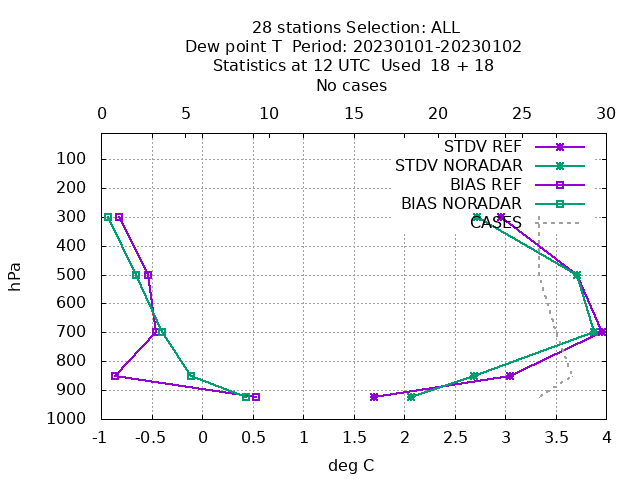 28 stations Selection: ALL
Dew point T  Period: 20230101-20230102
Statistics at 12 UTC  Used  18 + 18
No cases
0 5 10 16 21 26 30
STDV REF
STDV NORADAR
BIAS REF
BIAS NORADAR
CASES
hPa
100
200
300
400
500
600
700
800
900
1000
-1 -0.5 0 0.5 1 1.5 2 2.5 3 3.5 4
deg C